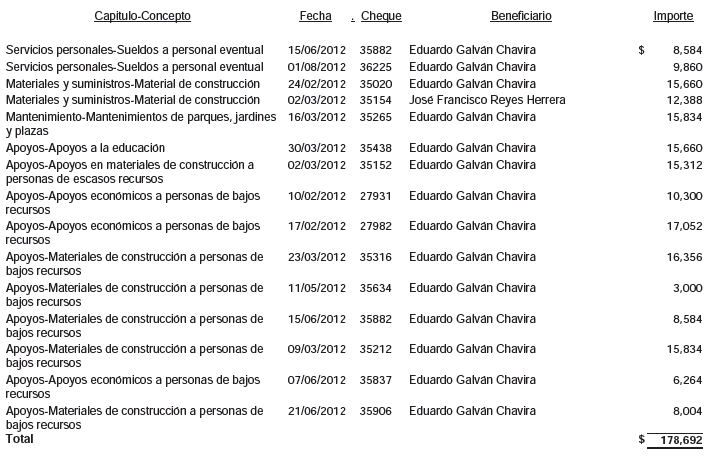 Capitulo-Concepto Fecha . Cheque Beneficiario Importe
Servicios personales-Sueldos a personal eventual 15/06/2012 35882 Eduardo Galván Chavira $ 8,584
Servicios personales-Sueldos a personal eventual 01/08/2012 36225 Eduardo Galván Chavira 9,860
Materiales y suministros-Material de construcción 24/02/2012 35020 Eduardo Galván Chavira 15,660
Materiales y suministros-Material de construcción 02/03/2012 35154 José Francisco Reyes Herrera 12,388
Mantenimiento-Mantenimientos de parques, jardines 16/03/2012 35265 Eduardo Galván Chavira 15,834
y plazas
Apoyos-Apoyos a la educación 30/03/2012 35438 Eduardo Galván Chavira 15,660
Apoyos-Apoyos en materiales de construcción a 02/03/2012 35152 Eduardo Galván Chavira 15,312
personas de escasos recursos
Apoyos-Apoyos económicos a personas de bajos 10/02/2012 27931 Eduardo Galván Chavira 10,300
recursos
Apoyos-Apoyos económicos a personas de bajos 17/02/2012 27982 Eduardo Galván Chavira 17,052
recursos
Apoyos-Materiales de construcción a personas de 23/03/2012 35316 Eduardo Galván Chavira 16,356
bajos recursos
Apoyos-Materiales de construcción a personas de 11/05/2012 35634 Eduardo Galván Chavira 3,000
bajos recursos
Apoyos-Materiales de construcción a personas de 15/06/2012 35882 Eduardo Galván Chavira 8,584
bajos recursos
Apoyos-Materiales de construcción a personas de 09/03/2012 35212 Eduardo Galván Chavira 15,834
bajos recursos
Apoyos-Apoyos económicos a personas de bajos 07/06/2012 35837 Eduardo Galván Chavira 6,264
recursos
Apoyos-Materiales de construcción a personas de 21/06/2012 35906 Eduardo Galván Chavira 8,004
bajos recursos
Total $ 178,692